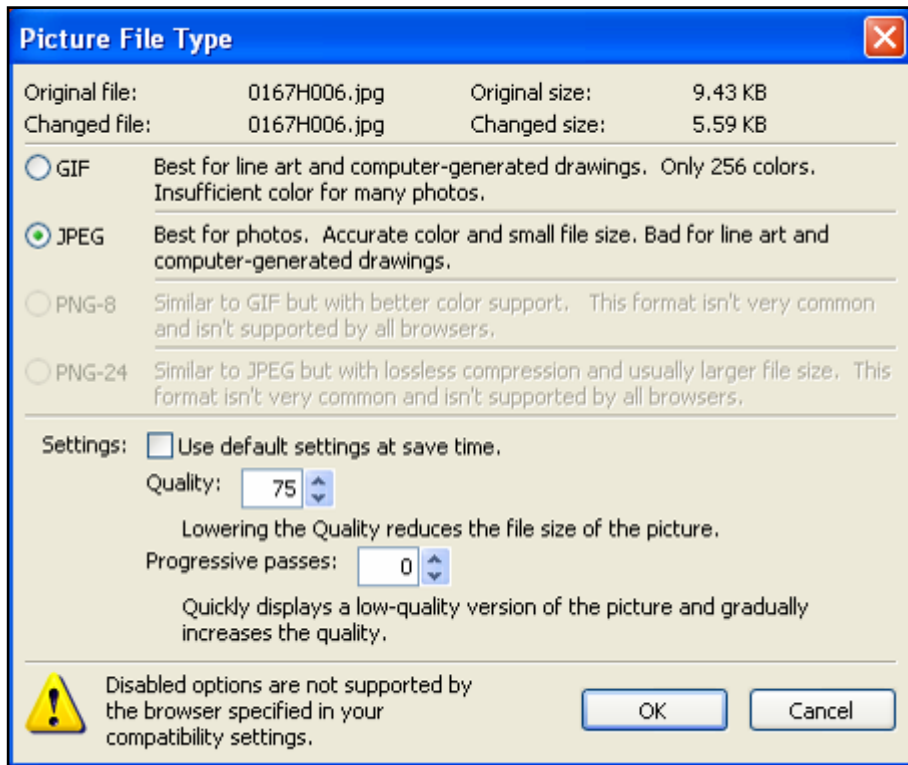 Picture File Type
Original file: 0167H006.jpg Original size: 9.43 KB
Changed file: 0167H006.jpg Changed size: 5.59 KB
GIF Best for line art and computer-generated drawings. Only 256 colors.
Insufficient color for many photos.
JPEG Best for photos. Accurate color and small file size. Bad for line art and
computer-generated drawings.
PNG-8 Similar to GIF but with better color support. This format isn't very common
and isn't supported by all browsers.
PNG-24 Similar to JPEG but with lossless compression and usually larger file size. This
format isn't very common and isn't supported by all browsers.
Settings: Use default settings at save time.
Quality: 75
Lowering the Quality reduces the file size of the picture.
Progressive passes: 0
Quickly displays a low-quality version of the picture and gradually
increases the quality.
Disabled options are not supported by
the browser specified in your
compatibility settings.
OK Cancel